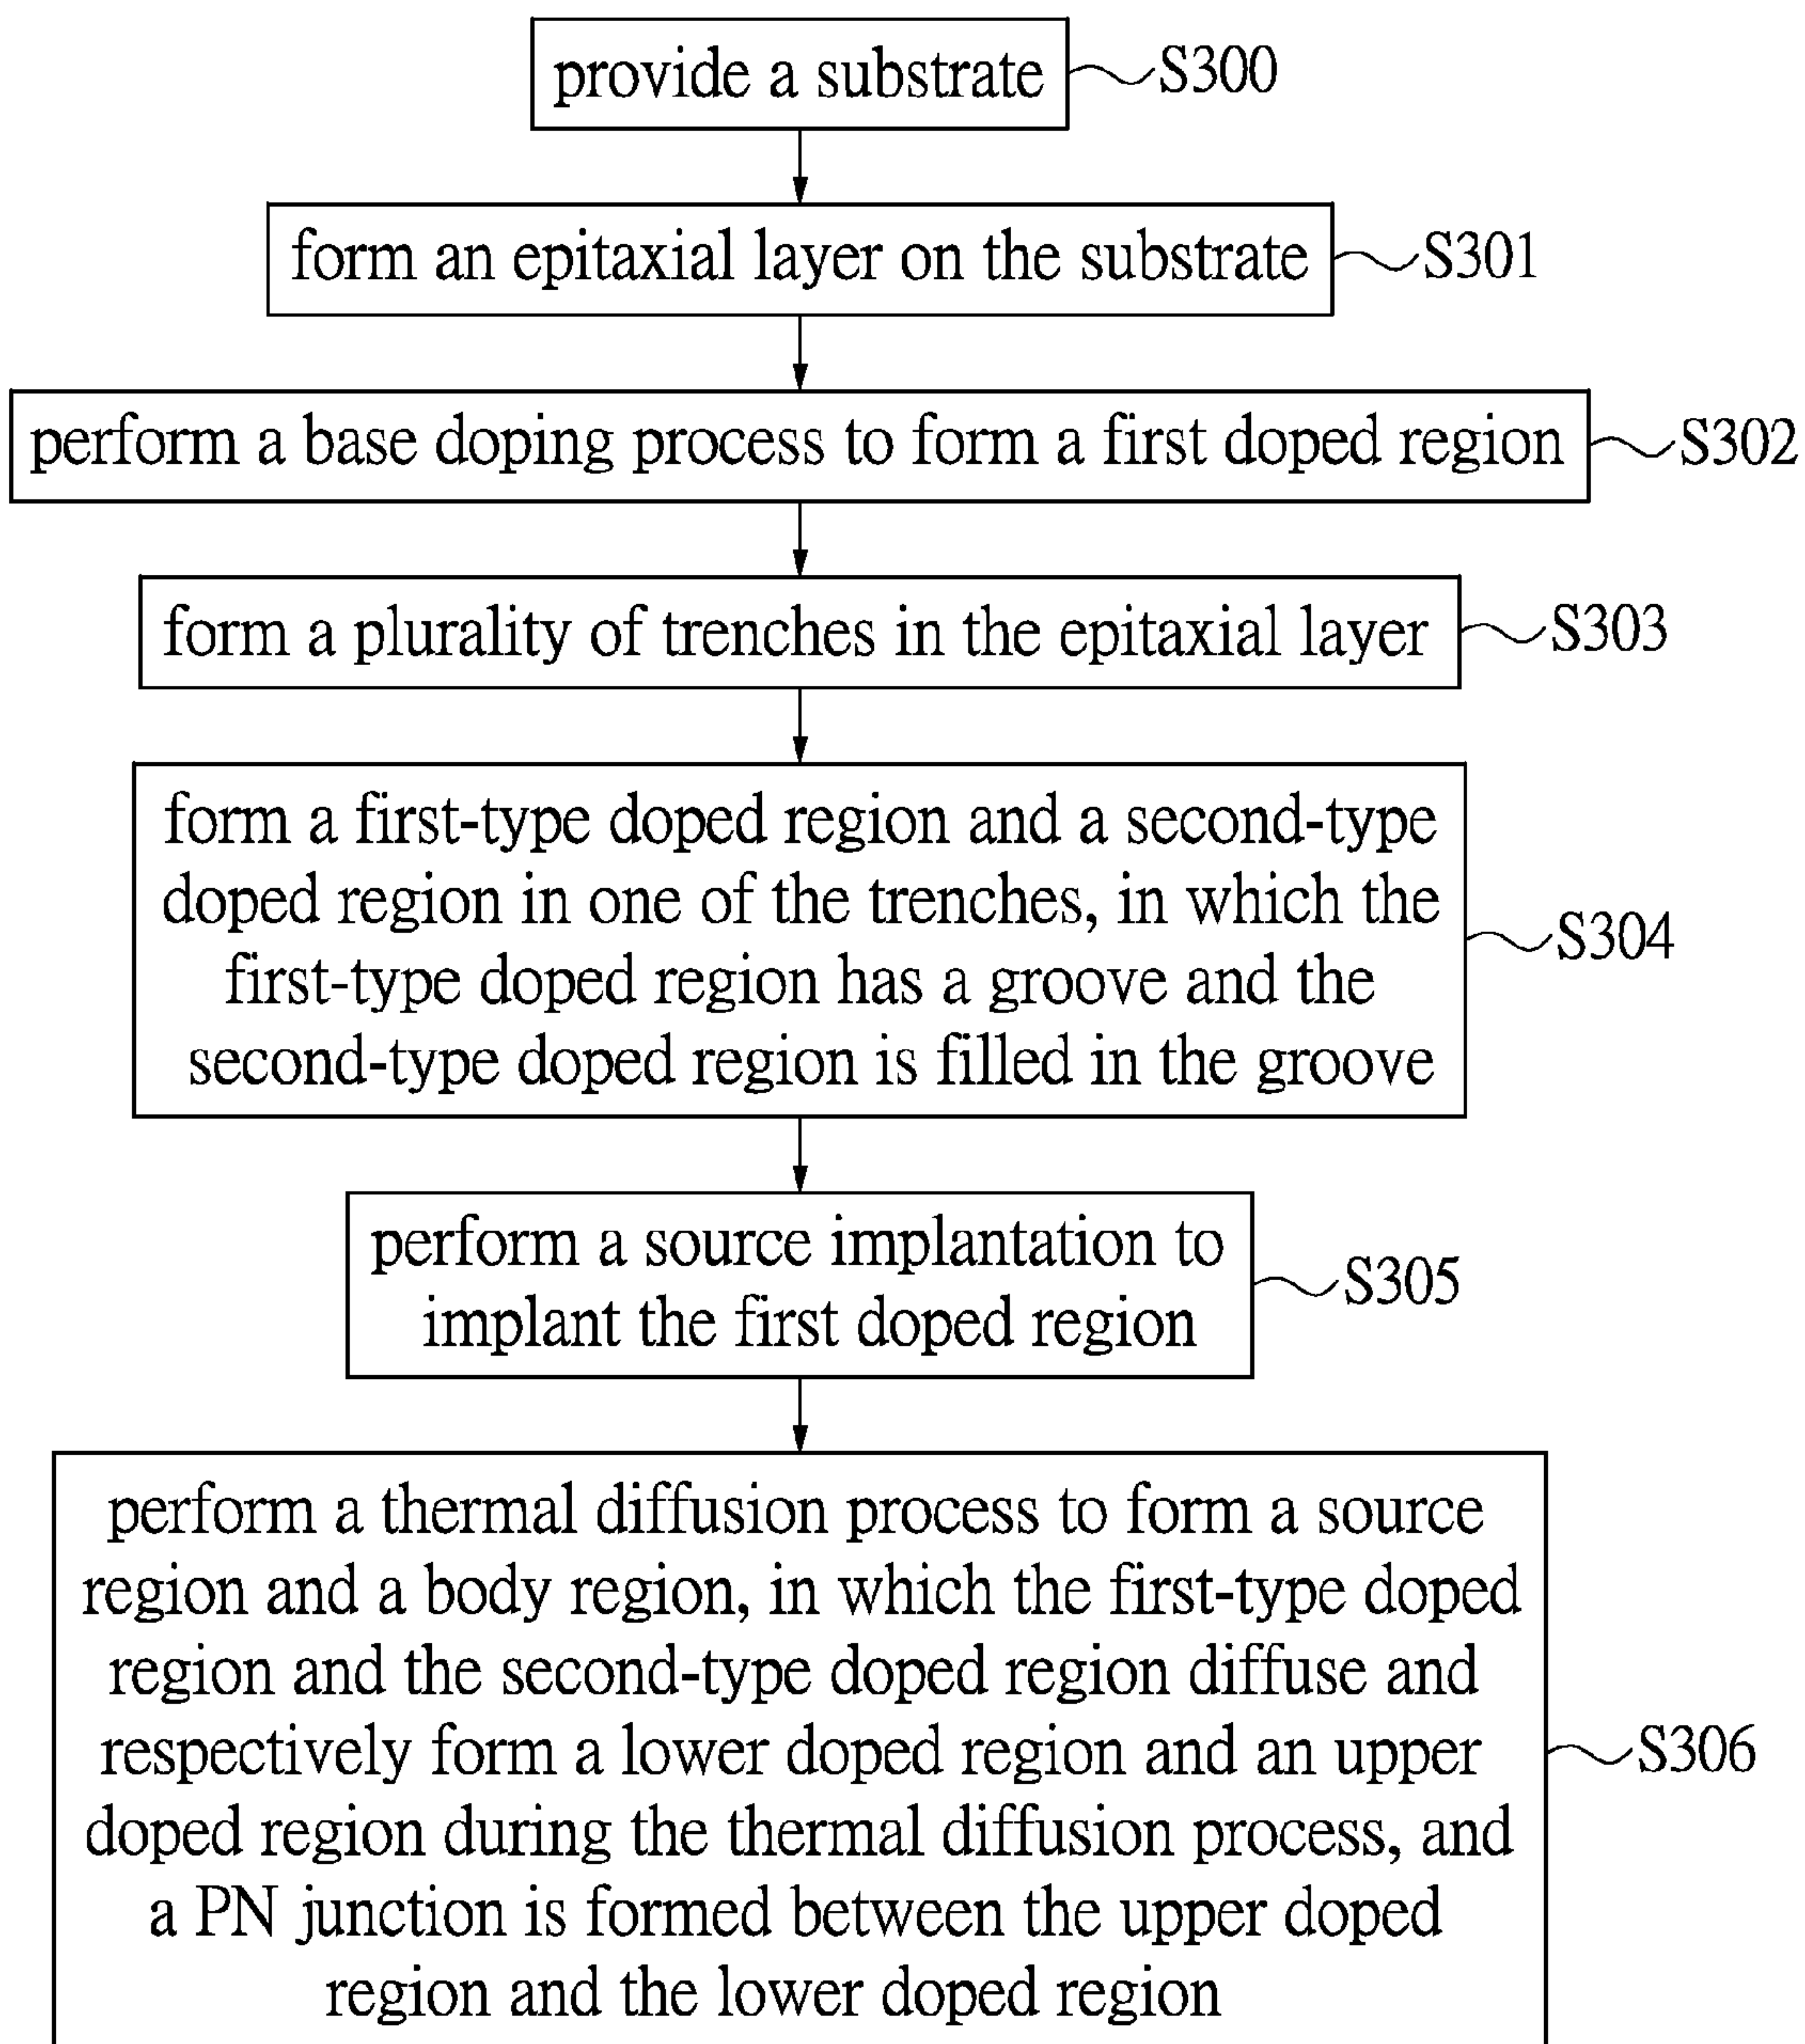 provide a substrate
S300
form an epitaxial layer on the substrate
S301
perform a base doping process to form a first doped region
S302
form a plurality of trenches in the epitaxial layer
S303
form a first-type doped region and a second-type
doped region in one of the trenches, in which the
first-type doped region has a groove and the
second-type doped region is filled in the groove
S304
perform a source implantation to
implant the first doped region
S305
perform a thermal diffusion process to form a source
region and a body region, in which the first-type doped
region and the second-type doped region diffuse and
respectively form a lower doped region and an upper
doped region during the thermal diffusion process, and
a PN junction is formed between the upper doped
region and the lower doped region
S306